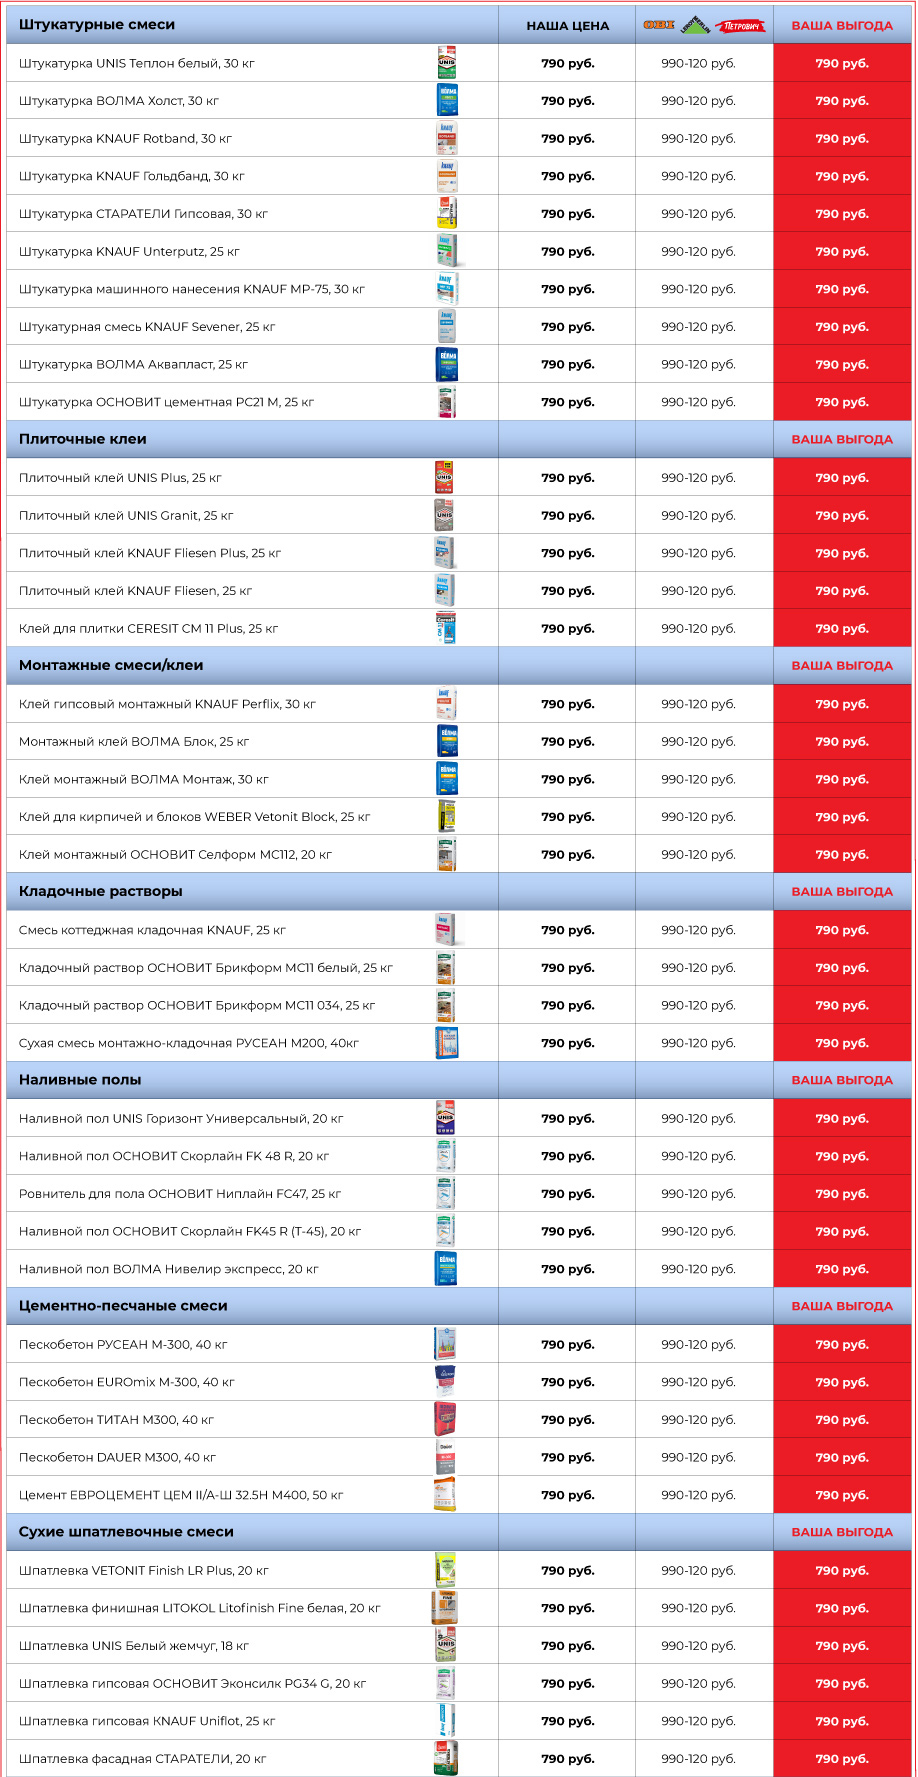 Штукатурные смеси НАША ЦЕНА OBI LEROY MERLIN ПЕТРОВИЧ ВАША ВЫГОДА
Штукатурка UNIS Теплон белый, 30 кг 790 руб. 990-120 руб. 790 руб.
Штукатурка ВОЛМА Холст, 30 кг 790 руб. 990-120 руб. 790 руб.
Штукатурка KNAUF Rotband, 30 кг 790 руб. 990-120 руб. 790 руб.
Штукатурка KNAUF Гольдбанд, 30 кг 790 руб. 990-120 руб. 790 руб.
Штукатурка СТАРАТЕЛИ Гипсовая, 30 кг 790 руб. 990-120 руб. 790 руб.
Штукатурка KNAUF Unterputz, 25 кг 790 руб. 990-120 руб. 790 руб.
Штукатурка машинного нанесения KNAUF МР-75, 30 кг 790 руб. 990-120 руб. 790 руб.
Штукатурная смесь KNAUF Sevener, 25 кг 790 руб. 990-120 руб. 790 руб.
Штукатурка ВОЛМА Аквапласт, 25 кг 790 руб. 990-120 руб. 790 руб.
Штукатурка ОСНОВИТ цементная РС21 М, 25 кг 790 руб. 990-120 руб. 790 руб.
Плиточные клеи ВАША ВЫГОДА
Плиточный клей UNIS Plus, 25 кг 790 руб. 990-120 руб. 790 руб.
Плиточный клей UNIS Granit, 25 кг 790 руб. 990-120 руб. 790 руб.
Плиточный клей KNAUF Fliesen Plus, 25 кг 790 руб. 990-120 руб. 790 руб.
Плиточный клей KNAUF Fliesen, 25 кг 790 руб. 990-120 руб. 790 руб.
Клей для плитки CERESIT CM 11 Plus, 25 кг 790 руб. 990-120 руб. 790 руб.
Монтажные смеси/клеи ВАША ВЫГОДА
Клей гипсовый монтажный KNAUF Perflix, 30 кг 790 руб. 990-120 руб. 790 руб.
Монтажный клей ВОЛМА Блок, 25 кг 790 руб. 990-120 руб. 790 руб.
Клей монтажный ВОЛМА Монтаж, 30 кг 790 руб. 990-120 руб. 790 руб.
Клей для кирпичей и блоков WEBER Vetonit Block, 25 кг 790 руб. 990-120 руб. 790 руб.
Клей монтажный ОСНОВИТ Селформ МС112, 20 кг 790 руб. 990-120 руб. 790 руб.
Кладочные растворы ВАША ВЫГОДА
Смесь коттеджная кладочная KNAUF, 25 кг 790 руб. 990-120 руб. 790 руб.
Кладочный раствор ОСНОВИТ Брикформ МС11 белый, 25 кг 790 руб. 990-120 руб. 790 руб.
Кладочный раствор ОСНОВИТ Брикформ МС11 034, 25 кг 790 руб. 990-120 руб. 790 руб.
Сухая смесь монтажно-кладочная РУСЕАН М200, 40кг 790 руб. 990-120 руб. 790 руб.
Наливные полы ВАША ВЫГОДА
Наливной пол UNIS Горизонт Универсальный, 20 кг 790 руб. 990-120 руб. 790 руб.
Наливной пол ОСНОВИТ Скорлайн FK 48 R, 20 кг 790 руб. 990-120 руб. 790 руб.
Ровнитель для пола ОСНОВИТ Ниплайн FC47, 25 кг 790 руб. 990-120 руб. 790 руб.
Наливной пол ОСНОВИТ Скорлайн FK45 R (Т-45), 20 кг 790 руб. 990-120 руб. 790 руб.
Наливной пол ВОЛМА Нивелир экспресс, 20 кг 790 руб. 990-120 руб. 790 руб.
Цементно-песчаные смеси ВАША ВЫГОДА
Пескобетон РУСЕАН М-300, 40 кг 790 руб. 990-120 руб. 790 руб.
Пескобетон EUROmix М-300, 40 кг 790 руб. 990-120 руб. 790 руб.
Пескобетон ТИТАН М300, 40 кг 790 руб. 990-120 руб. 790 руб.
Пескобетон DAUER М300, 40 кг 790 руб. 990-120 руб. 790 руб.
Цемент ЕВРОЦЕМЕНТ ЦЕМ II/А-Ш 32.5Н М400, 50 кг 790 руб. 990-120 руб. 790 руб.
Сухие шпатлевочные смеси ВАША ВЫГОДА
Шпатлевка VETONIT Finish LR Plus, 20 кг 790 руб. 990-120 руб. 790 руб.
Шпатлевка финишная LITOKOL Litofinish Fine белая, 20 кг 790 руб. 990-120 руб. 790 руб.
Шпатлевка UNIS Белый жемчуг, 18 кг 790 руб. 990-120 руб. 790 руб.
Шпатлевка гипсовая ОСНОВИТ Эконсилк PG34 G, 20 кг 790 руб. 990-120 руб. 790 руб.
Шпатлевка гипсовая KNAUF Uniflot, 25 кг 790 руб. 990-120 руб. 790 руб.
Шпатлевка фасадная СТАРАТЕЛИ, 20 кг 790 руб. 990-120 руб. 790 руб.